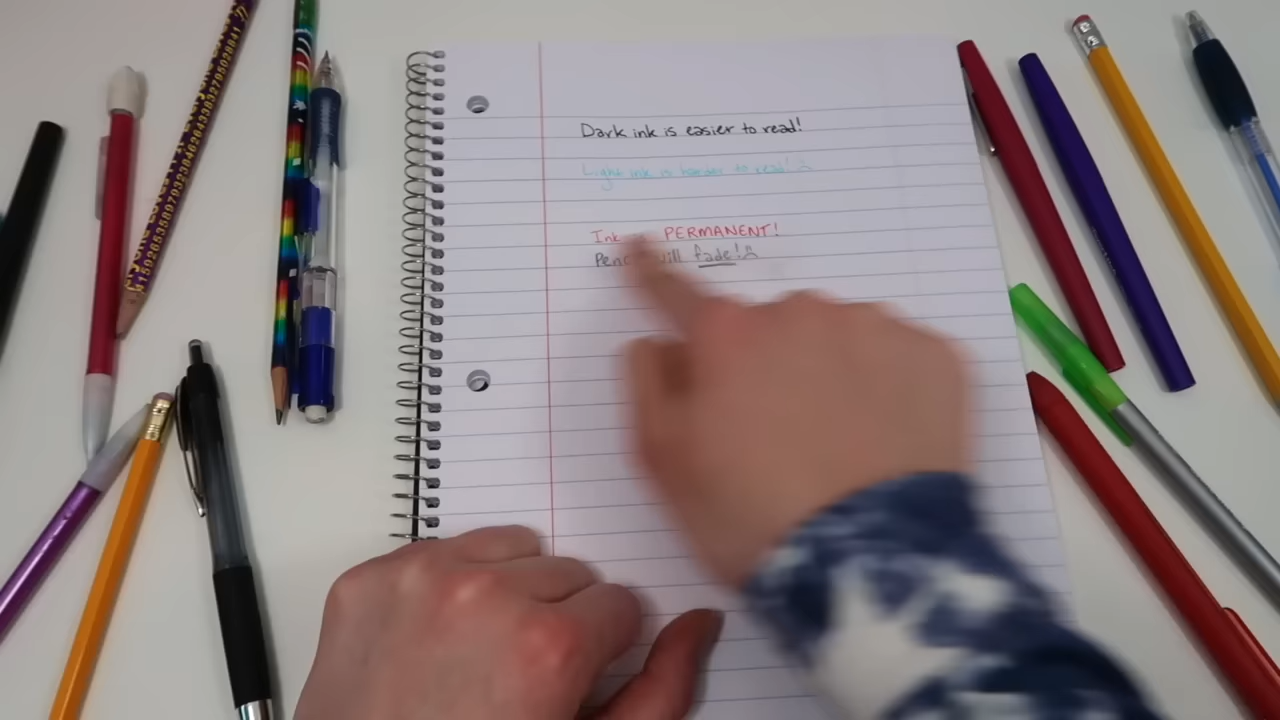 Dark ink is easier to read!
Light ink is harder to read!
Ink PERMANENT!
will fade!